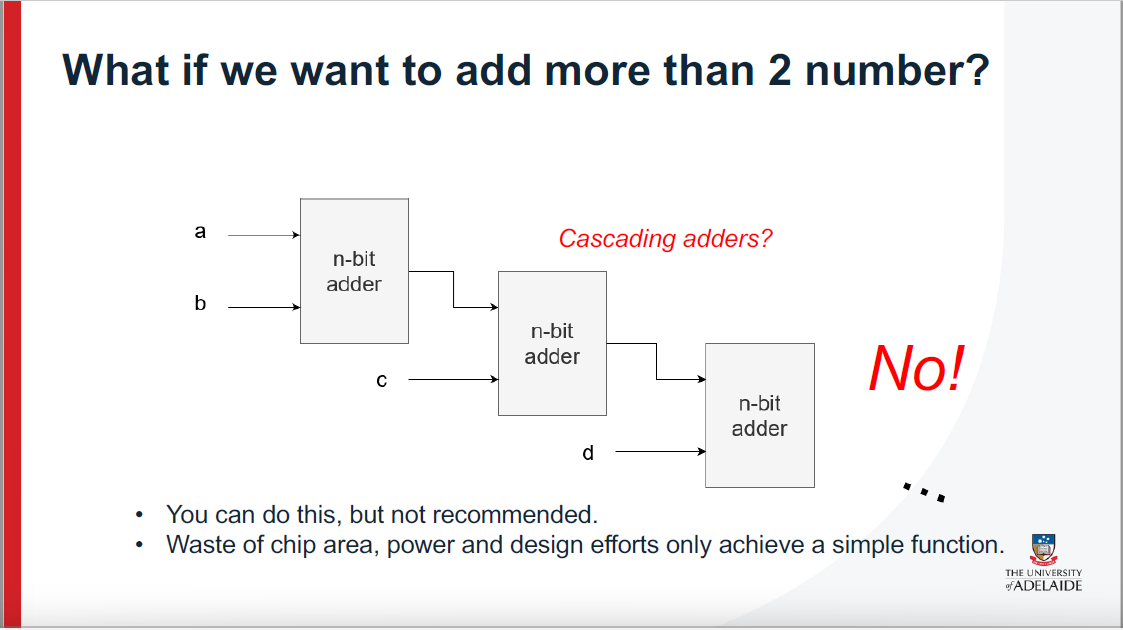 What if we want to add more than 2 number?
a
b
n-bit
adder
Cascading adders?
c
n-bit
adder
No!
d
n-bit
adder
...
• You can do this, but not recommended.
• Waste of chip area, power and design efforts only achieve a simple function.
THE UNIVERSITY
of ADELAIDE